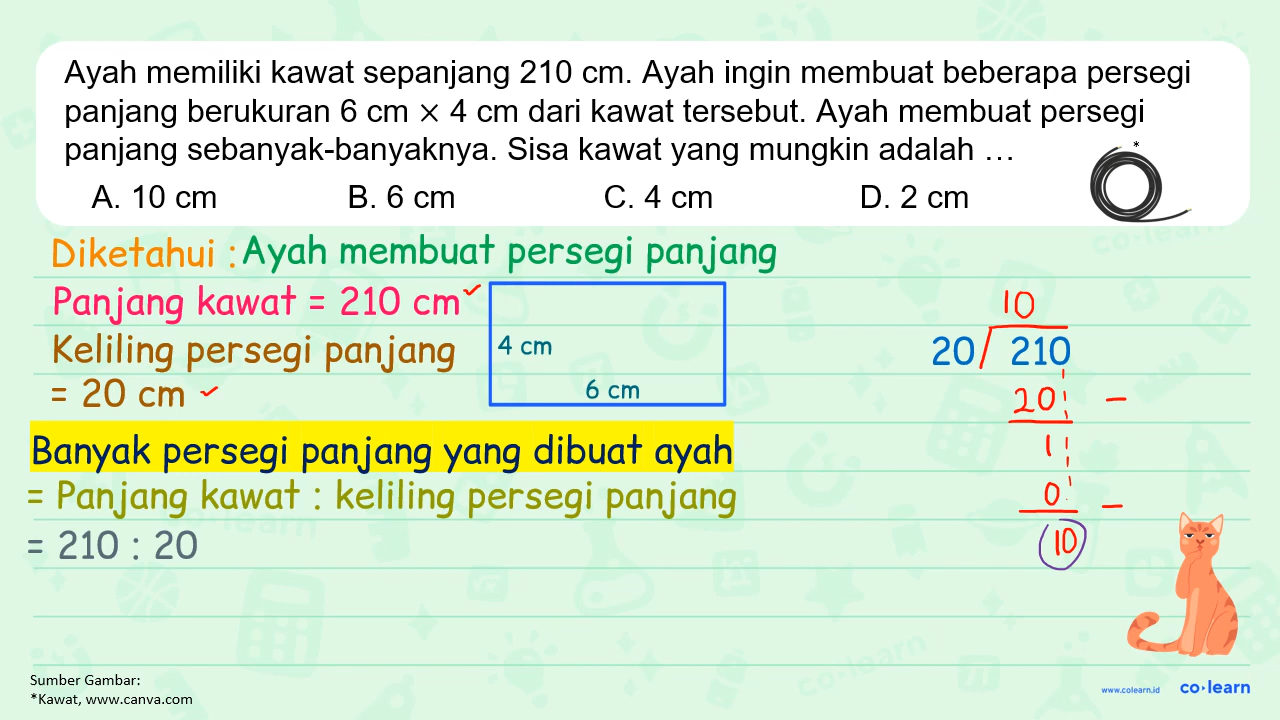 Ayah memiliki kawat sepanjang 210 cm. Ayah ingin membuat beberapa persegi
panjang berukuran 6 cm × 4 cm dari kawat tersebut. Ayah membuat persegi
panjang sebanyak-banyaknya. Sisa kawat yang mungkin adalah …
*
A. 10 cm B. 6 cm C. 4 cm D. 2 cm
Diketahui : Ayah membuat persegi panjang
Panjang kawat = 210 cm
Keliling persegi panjang
= 20 cm
4 cm
6 cm
Banyak persegi panjang yang dibuat ayah
= Panjang kawat : keliling persegi panjang
= 210 : 20
10
20 / 210
20 −
1
0 −
10
Sumber Gambar:
*Kawat, www.canva.com
www.colearn.id co•learn